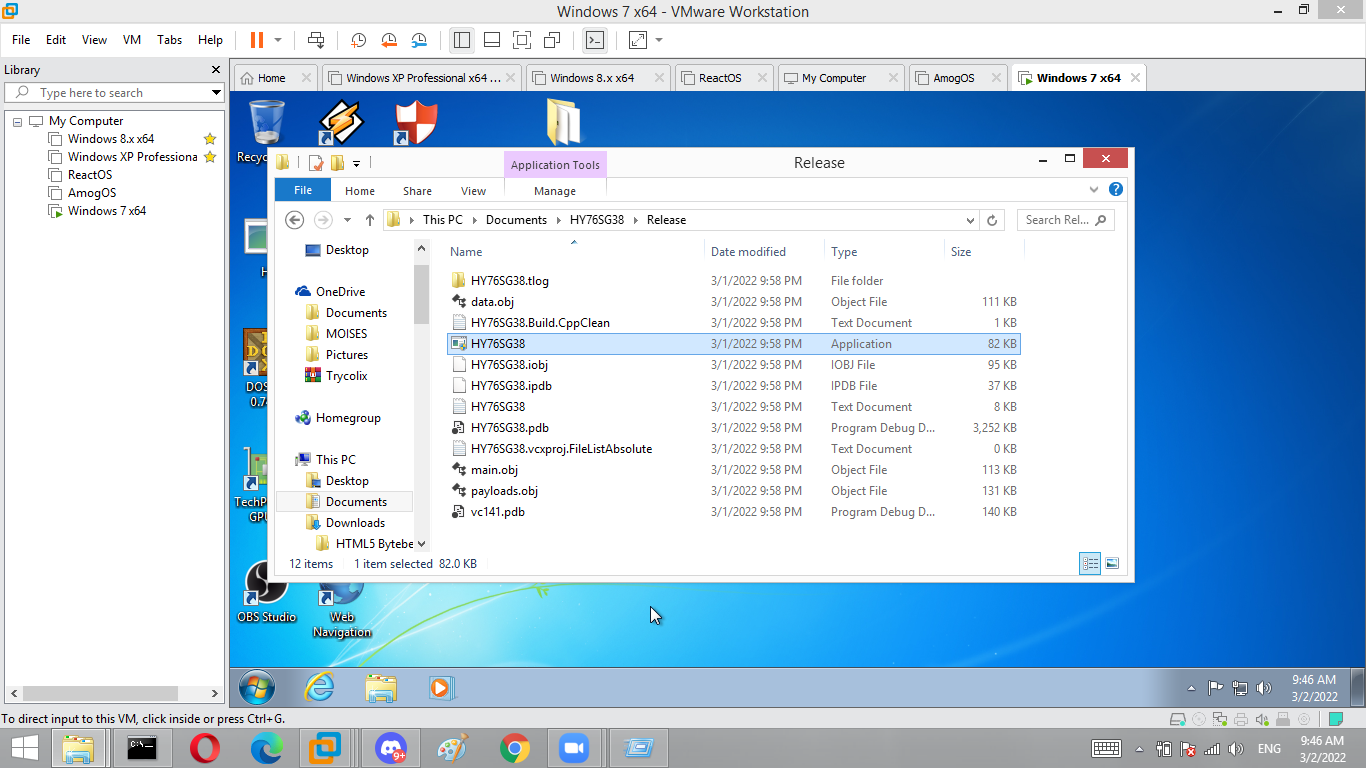 Windows 7 x64 - VMware Workstation
File Edit View VM Tabs Help
Library
Type here to search
My Computer
Windows 8.x x64
Windows XP Professiona
ReactOS
AmogOS
Windows 7 x64
Home Windows XP Professional x64 ... Windows 8.x x64 ReactOS My Computer AmogOS Windows 7 x64
Application Tools Release
File Home Share View Manage
This PC Documents HY76SG38 Release Search Rel...
Desktop
OneDrive
Documents
MOISES
Pictures
Trycolix
Homegroup
This PC
Desktop
Documents
Downloads
HTML5 Bytebe
Name Date modified Type Size
HY76SG38.tlog 3/1/2022 9:58 PM File folder
data.obj 3/1/2022 9:58 PM Object File 111 KB
HY76SG38.Build.CppClean 3/1/2022 9:58 PM Text Document 1 KB
HY76SG38 3/1/2022 9:58 PM Application 82 KB
HY76SG38.iobj 3/1/2022 9:58 PM IOBJ File 95 KB
HY76SG38.ipdb 3/1/2022 9:58 PM IPDB File 37 KB
HY76SG38 3/1/2022 9:58 PM Text Document 8 KB
HY76SG38.pdb 3/1/2022 9:58 PM Program Debug D... 3,252 KB
HY76SG38.vcxproj.FileListAbsolute 3/1/2022 9:58 PM Text Document 0 KB
main.obj 3/1/2022 9:58 PM Object File 113 KB
payloads.obj 3/1/2022 9:58 PM Object File 131 KB
vc141.pdb 3/1/2022 9:58 PM Program Debug D... 140 KB
12 items 1 item selected 82.0 KB
Recyc
H
DOS
0.74
TechP
GPU
OBS Studio
Web
Navigation
9:46 AM
3/2/2022
To direct input to this VM, click inside or press Ctrl+G.
C:\_
9+
ENG
9:46 AM
3/2/2022